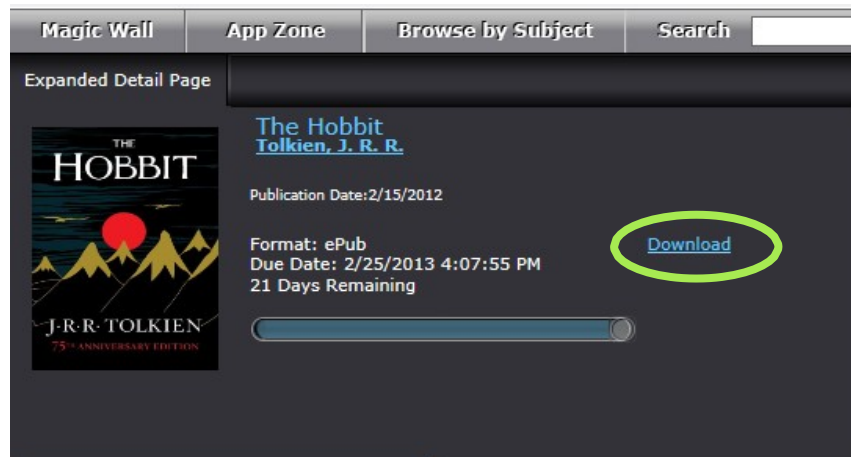 Magic Wall App Zone Browse by Subject Search
Expanded Detail Page
THE
HOBBIT
J·R·R· TOLKIEN
75TH ANNIVERSARY EDITION
The Hobbit
Tolkien, J. R. R.
Publication Date:2/15/2012
Format: ePub
Download
Due Date: 2/25/2013 4:07:55 PM
21 Days Remaining